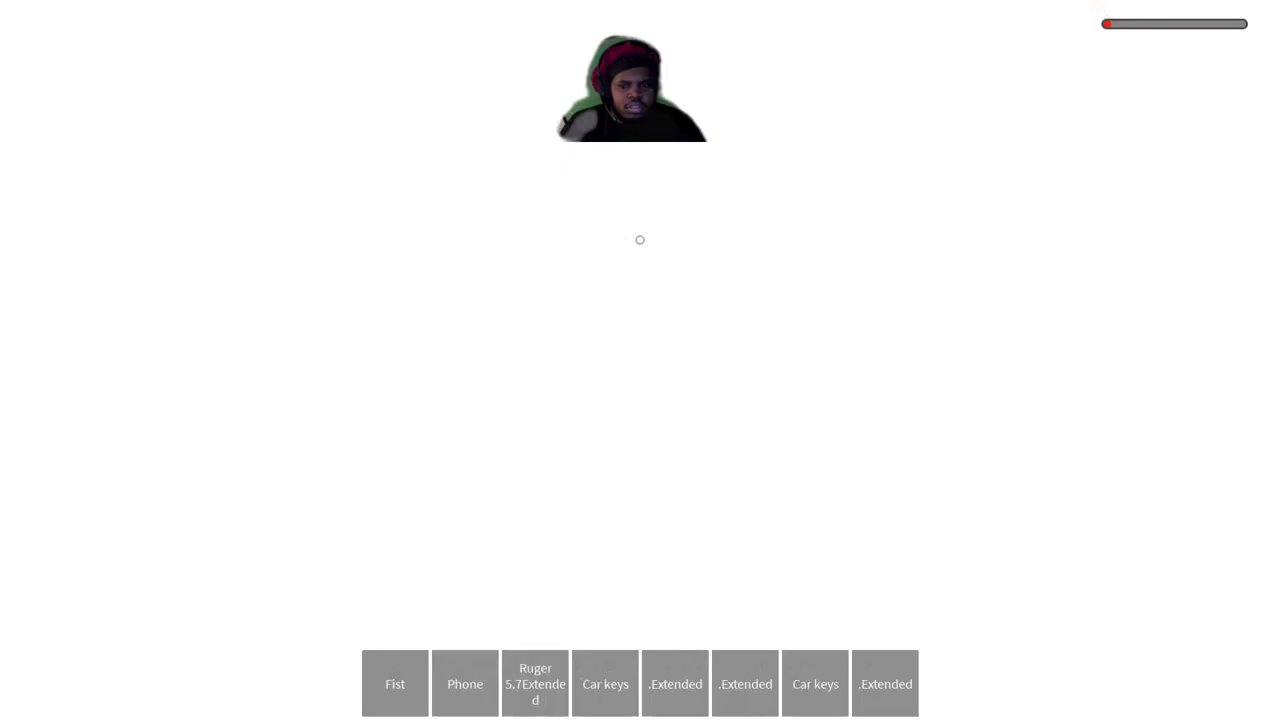 Fist
Phone
Ruger
5.7Extende
d
Car keys
.Extended
.Extended
Car keys
.Extended